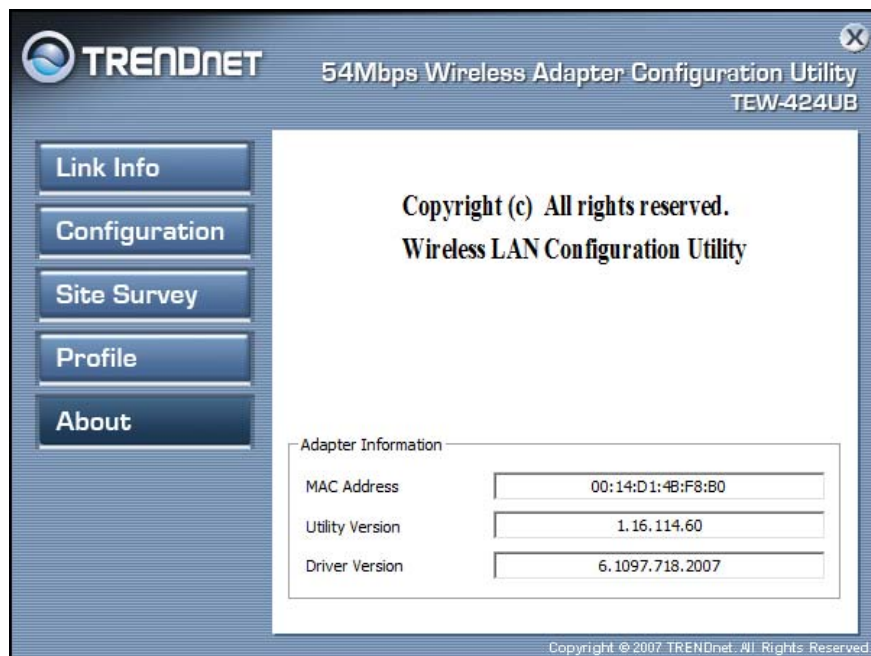 TRENDNET
54Mbps Wireless Adapter Configuration Utility
TEW-424UB
Link Info
Configuration
Site Survey
Profile
About
Copyright (c) All rights reserved.
Wireless LAN Configuration Utility
Adapter Information
MAC Address 00:14:D1:4B:F8:B0
Utility Version 1.16.114.60
Driver Version 6.1097.718.2007
Copyright © 2007 TRENDnet. All Rights Reserved